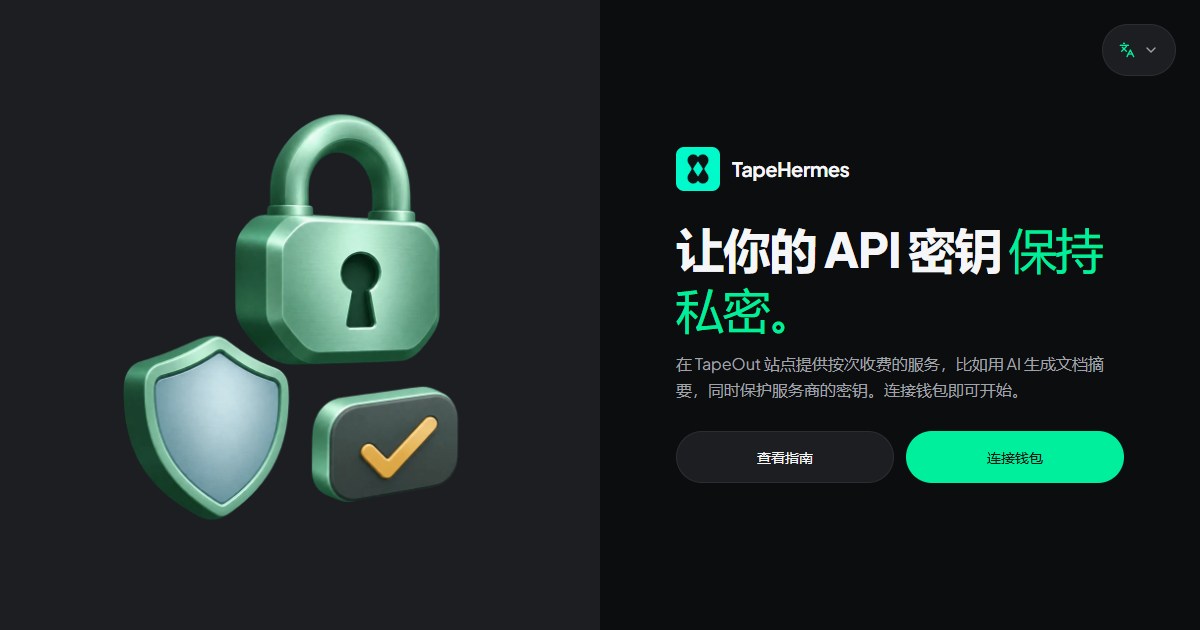 TapeHermes
让你的 API 密钥 保持
私密。
在 TapeOut 站点提供按次收费的服务，比如用 AI 生成文档摘
要，同时保护服务商的密钥。连接钱包即可开始。
查看指南
连接钱包